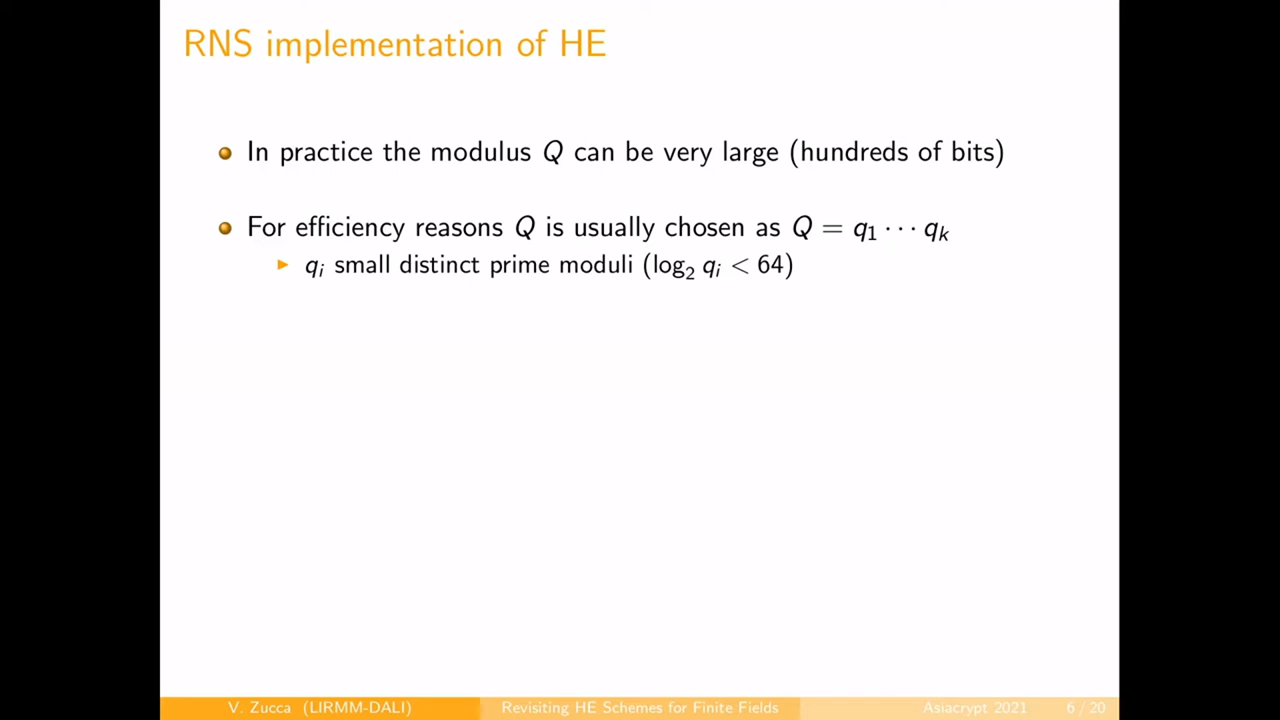 RNS implementation of HE
In practice the modulus Q can be very large (hundreds of bits)
For efficiency reasons Q is usually chosen as Q = q₁ ··· qₖ
qᵢ small distinct prime moduli (log₂ qᵢ < 64)
V. Zucca (LIRMM-DALI) Revisiting HE Schemes for Finite Fields Asiacrypt 2021 6 / 20